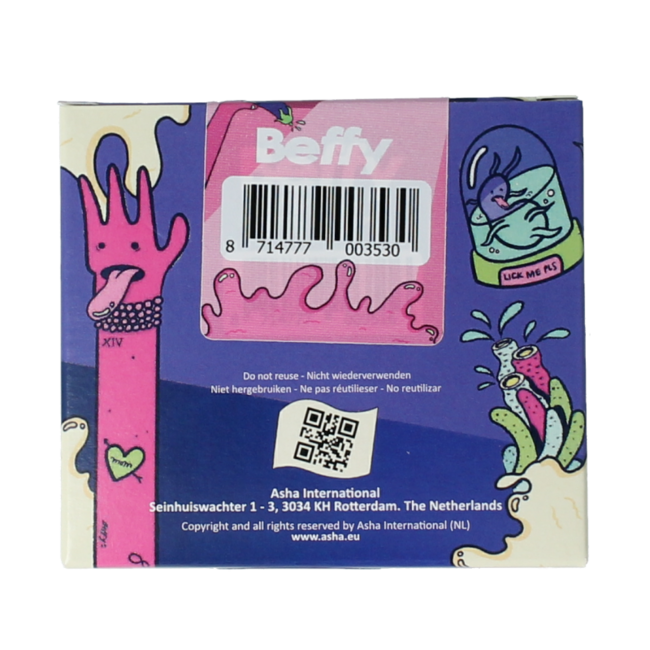 Beffy
8 714777 003530
LICK ME PLS
XIV
Do not reuse - Nicht wiederverwenden
Niet hergebruiken - Ne pas réutilieser - No reutilizar
Asha International
Seinhuiswachter 1 - 3, 3034 KH Rotterdam. The Netherlands
Copyright and all rights reserved by Asha International (NL)
www.asha.eu